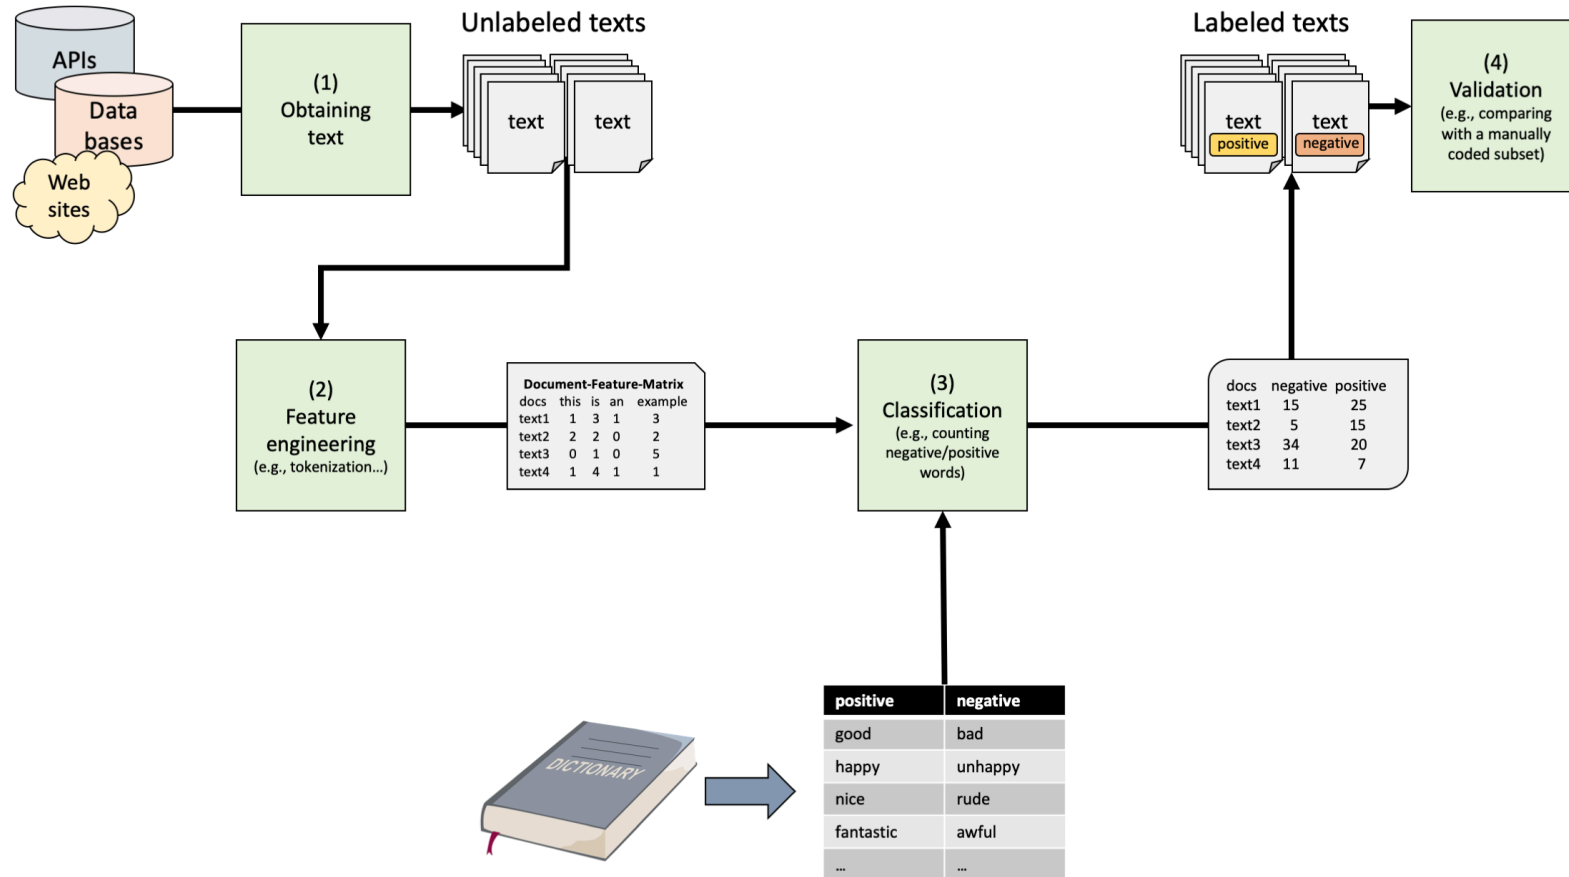 Unlabeled texts
Labeled texts
APIs
Data
bases
Web
sites
(1)
Obtaining
text
text
text
text
positive
text
negative
(4)
Validation
(e.g., comparing
with a manually
coded subset)
(2)
Feature
engineering
(e.g., tokenization...)
Document-Feature-Matrix
docs this is an example
text1 1 3 1 3
text2 2 2 0 2
text3 0 1 0 5
text4 1 4 1 1
(3)
Classification
(e.g., counting
negative/positive
words)
docs negative positive
text1 15 25
text2 5 15
text3 34 20
text4 11 7
DICTIONARY
positive negative
good bad
happy unhappy
nice rude
fantastic awful
... ...